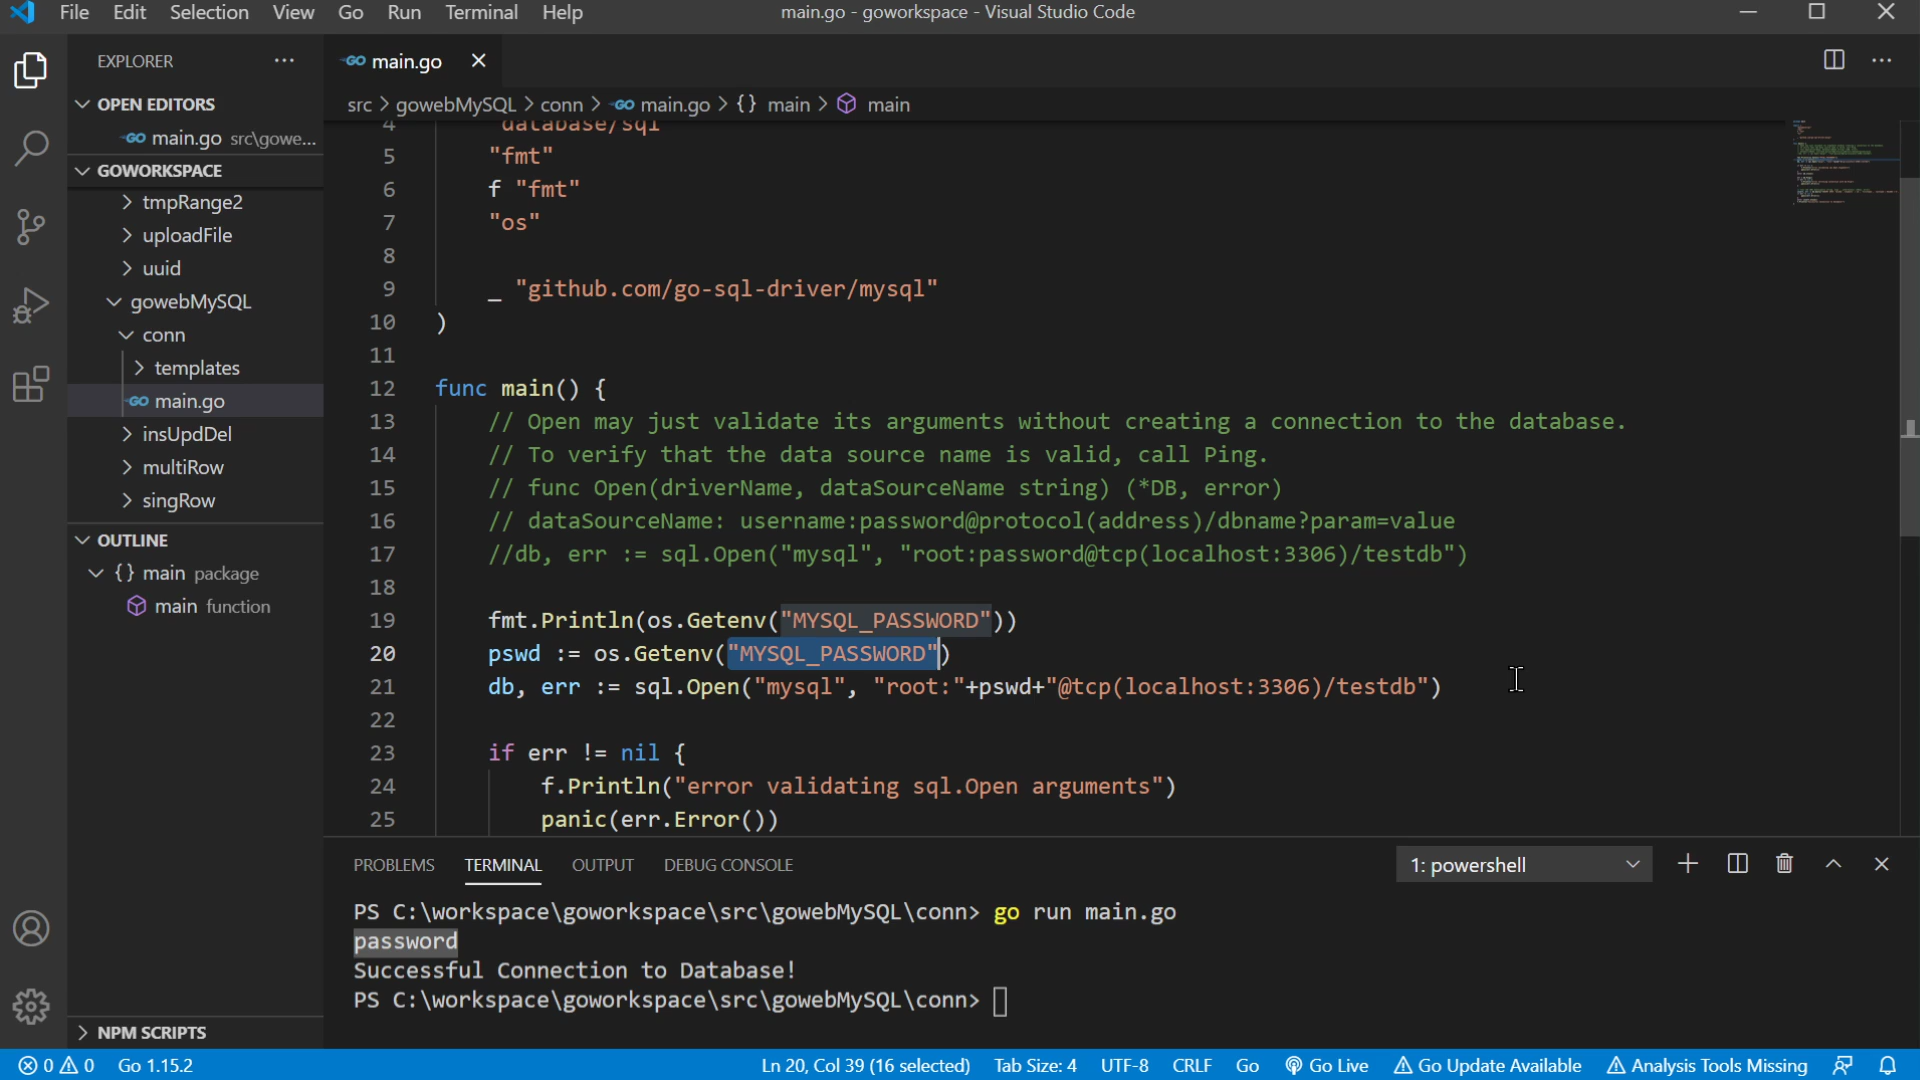 File Edit Selection View Go Run Terminal Help
main.go - goworkspace - Visual Studio Code
EXPLORER
OPEN EDITORS
GO main.go src\gowe...
GOWORKSPACE
tmpRange2
uploadFile
uuid
gowebMySQL
conn
templates
GO main.go
insUpdDel
multiRow
singRow
OUTLINE
{} main package
main function
NPM SCRIPTS
GO main.go
src > gowebMySQL > conn > GO main.go > {} main > main
4 "database/sql"
5 "fmt"
6 f "fmt"
7 "os"
8
9 _ "github.com/go-sql-driver/mysql"
10 )
11
12 func main() {
13 // Open may just validate its arguments without creating a connection to the database.
14 // To verify that the data source name is valid, call Ping.
15 // func Open(driverName, dataSourceName string) (*DB, error)
16 // dataSourceName: username:password@protocol(address)/dbname?param=value
17 //db, err := sql.Open("mysql", "root:password@tcp(localhost:3306)/testdb")
18
19 fmt.Println(os.Getenv("MYSQL_PASSWORD"))
20 pswd := os.Getenv("MYSQL_PASSWORD")
21 db, err := sql.Open("mysql", "root:"+pswd+"@tcp(localhost:3306)/testdb")
22
23 if err != nil {
24 f.Println("error validating sql.Open arguments")
25 panic(err.Error())
PROBLEMS TERMINAL OUTPUT DEBUG CONSOLE
1: powershell
PS C:\workspace\goworkspace\src\gowebMySQL\conn> go run main.go
password
Successful Connection to Database!
PS C:\workspace\goworkspace\src\gowebMySQL\conn>
0 0 Go 1.15.2 Ln 20, Col 39 (16 selected) Tab Size: 4 UTF-8 CRLF Go Go Live Go Update Available Analysis Tools Missing